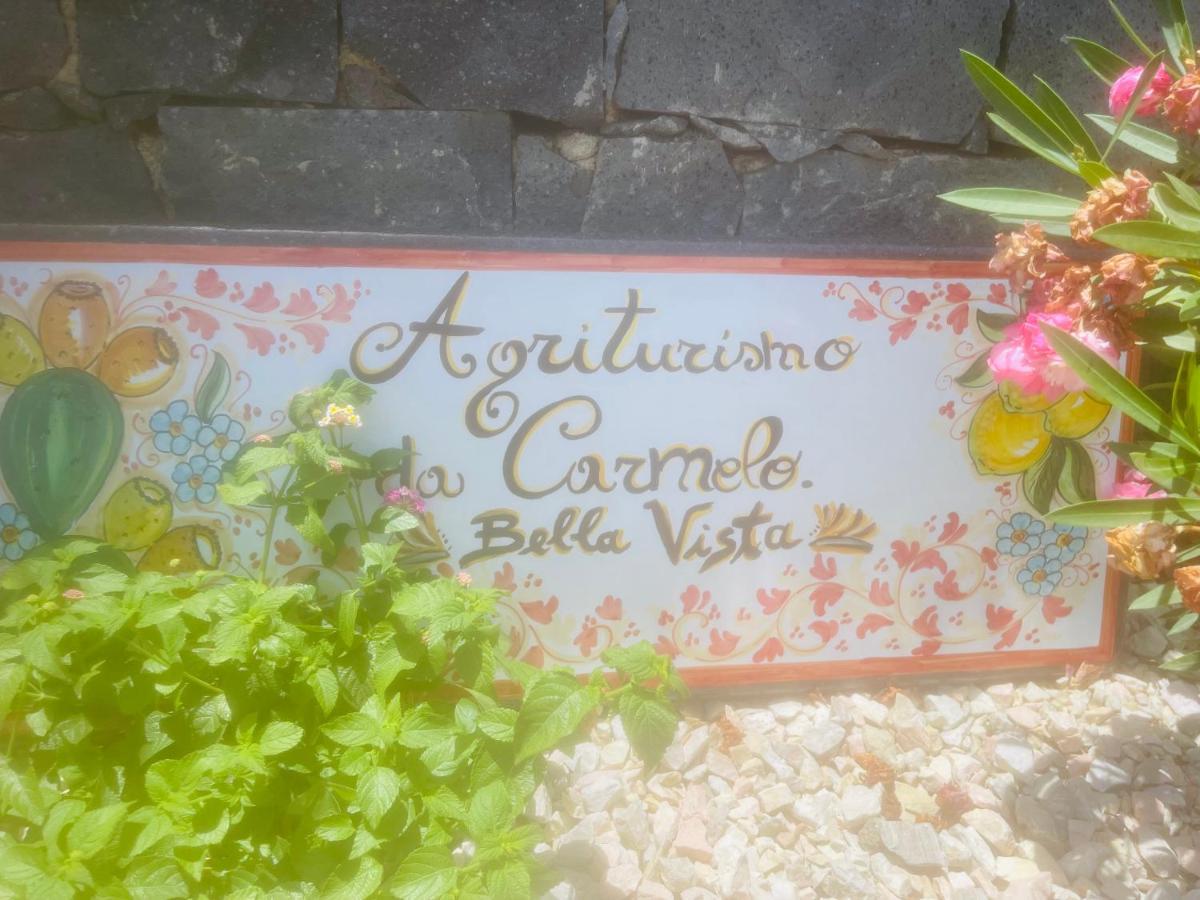 Agriturismo
da Carmelo.
Bella Vista